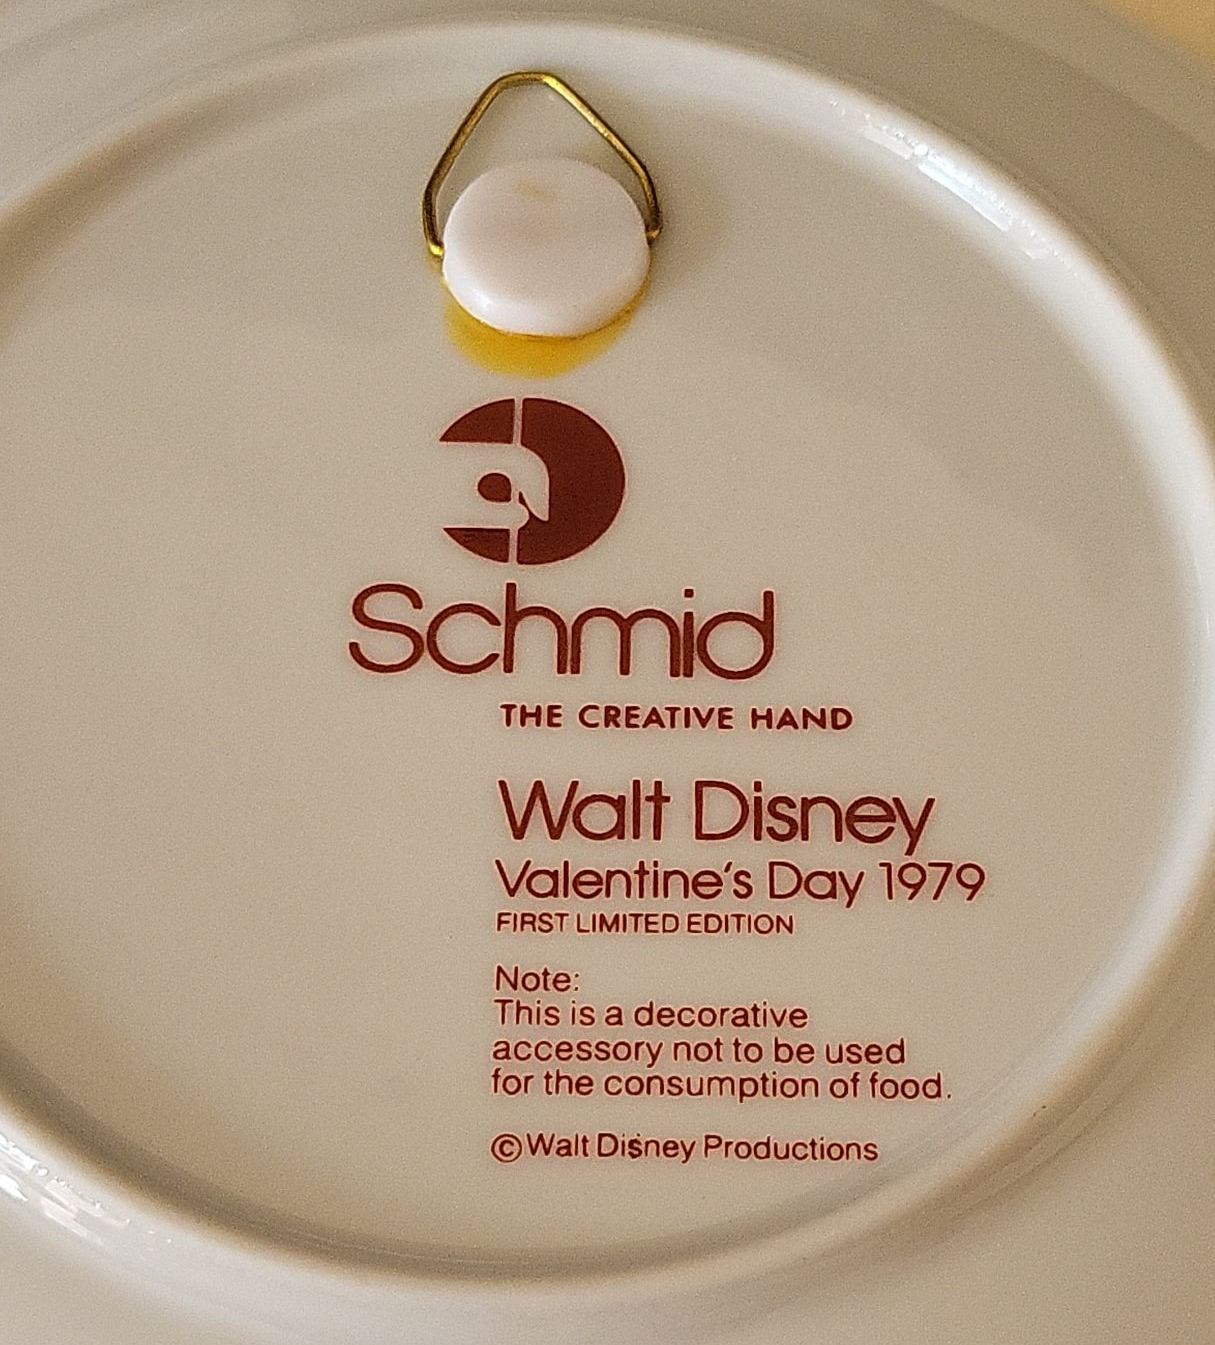 Schmid
THE CREATIVE HAND
Walt Disney
Valentine's Day 1979
FIRST LIMITED EDITION
Note:
This is a decorative
accessory not to be used
for the consumption of food.
©Walt Disney Productions